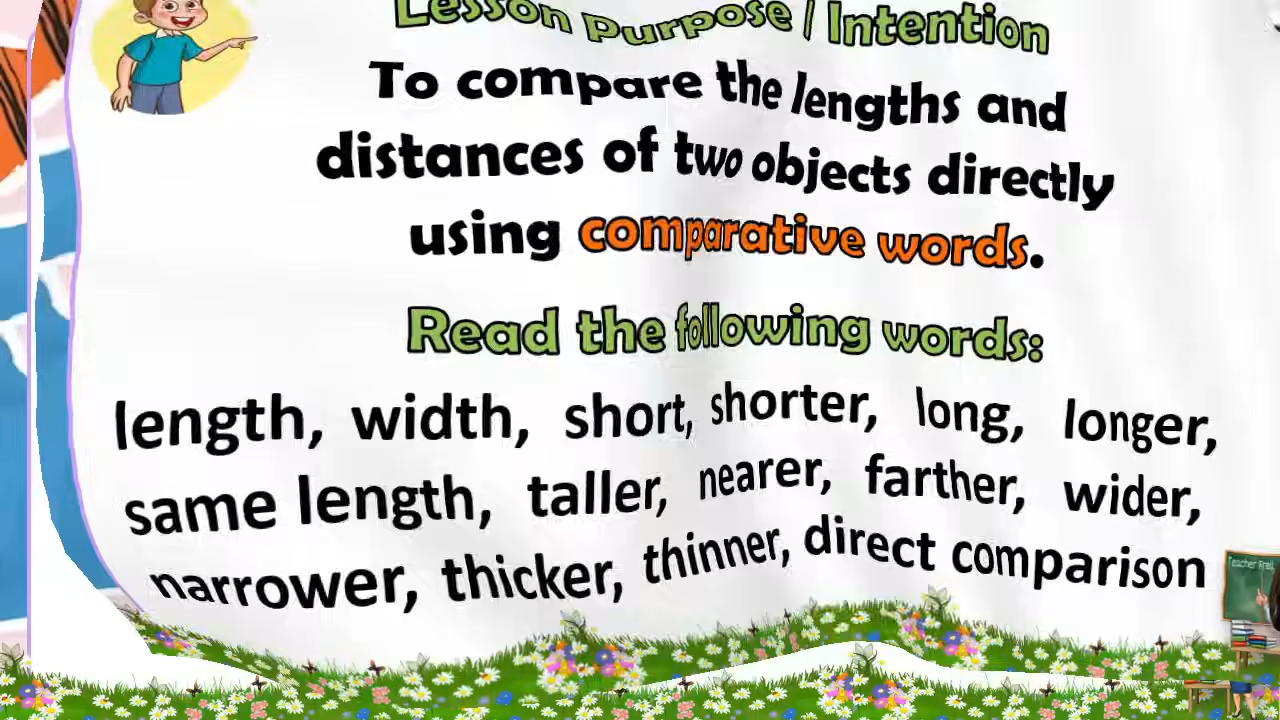 Lesson Purpose / Intention
To compare the lengths and
distances of two objects directly
using comparative words.
Read the following words:
length, width, short, shorter, long, longer,
same length, taller, nearer, farther, wider,
narrower, thicker, thinner, direct comparison